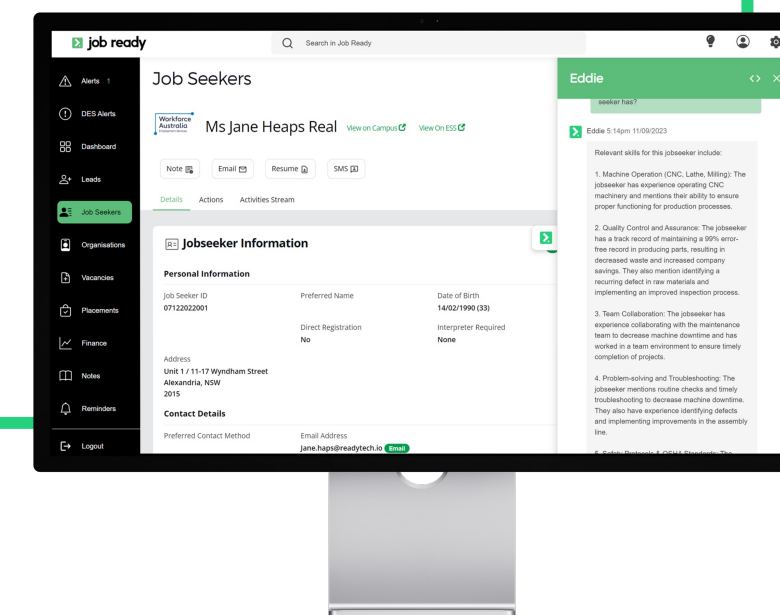 job ready
Search in Job Ready
Alerts 1
DES Alerts
Dashboard
Leads
Job Seekers
Organisations
Vacancies
Placements
Finance
Notes
Reminders
Logout
Job Seekers
Workforce
Australia
Ms Jane Heaps Real View on Campus View On ESS
Note Email Resume SMS
Details Actions Activities Stream
Jobseeker Information
Personal Information
Job Seeker ID Preferred Name Date of Birth
07122022001 14/02/1990 (33)
Direct Registration Interpreter Required
No None
Address
Unit 1 / 11-17 Wyndham Street
Alexandria, NSW
2015
Contact Details
Preferred Contact Method Email Address
Jane.haps@readytech.io Email
Eddie
seeker has?
Eddie 5:14pm 11/09/2023
Relevant skills for this jobseeker include:
1. Machine Operation (CNC, Lathe, Milling): The
jobseeker has experience operating CNC
machinery and mentions their ability to ensure
proper functioning for production processes.
2. Quality Control and Assurance: The jobseeker
has a track record of maintaining a 99% error-
free record in producing parts, resulting in
decreased waste and increased company
savings. They also mention identifying a
recurring defect in raw materials and
implementing an improved inspection process.
3. Team Collaboration: The jobseeker has
experience collaborating with the maintenance
team to decrease machine downtime and has
worked in a team environment to ensure timely
completion of projects.
4. Problem-solving and Troubleshooting: The
jobseeker mentions routine checks and timely
troubleshooting to decrease machine downtime.
They also have experience identifying defects
and implementing improvements in the assembly
line.
5. Safety Protocols & OSHA Standards: The